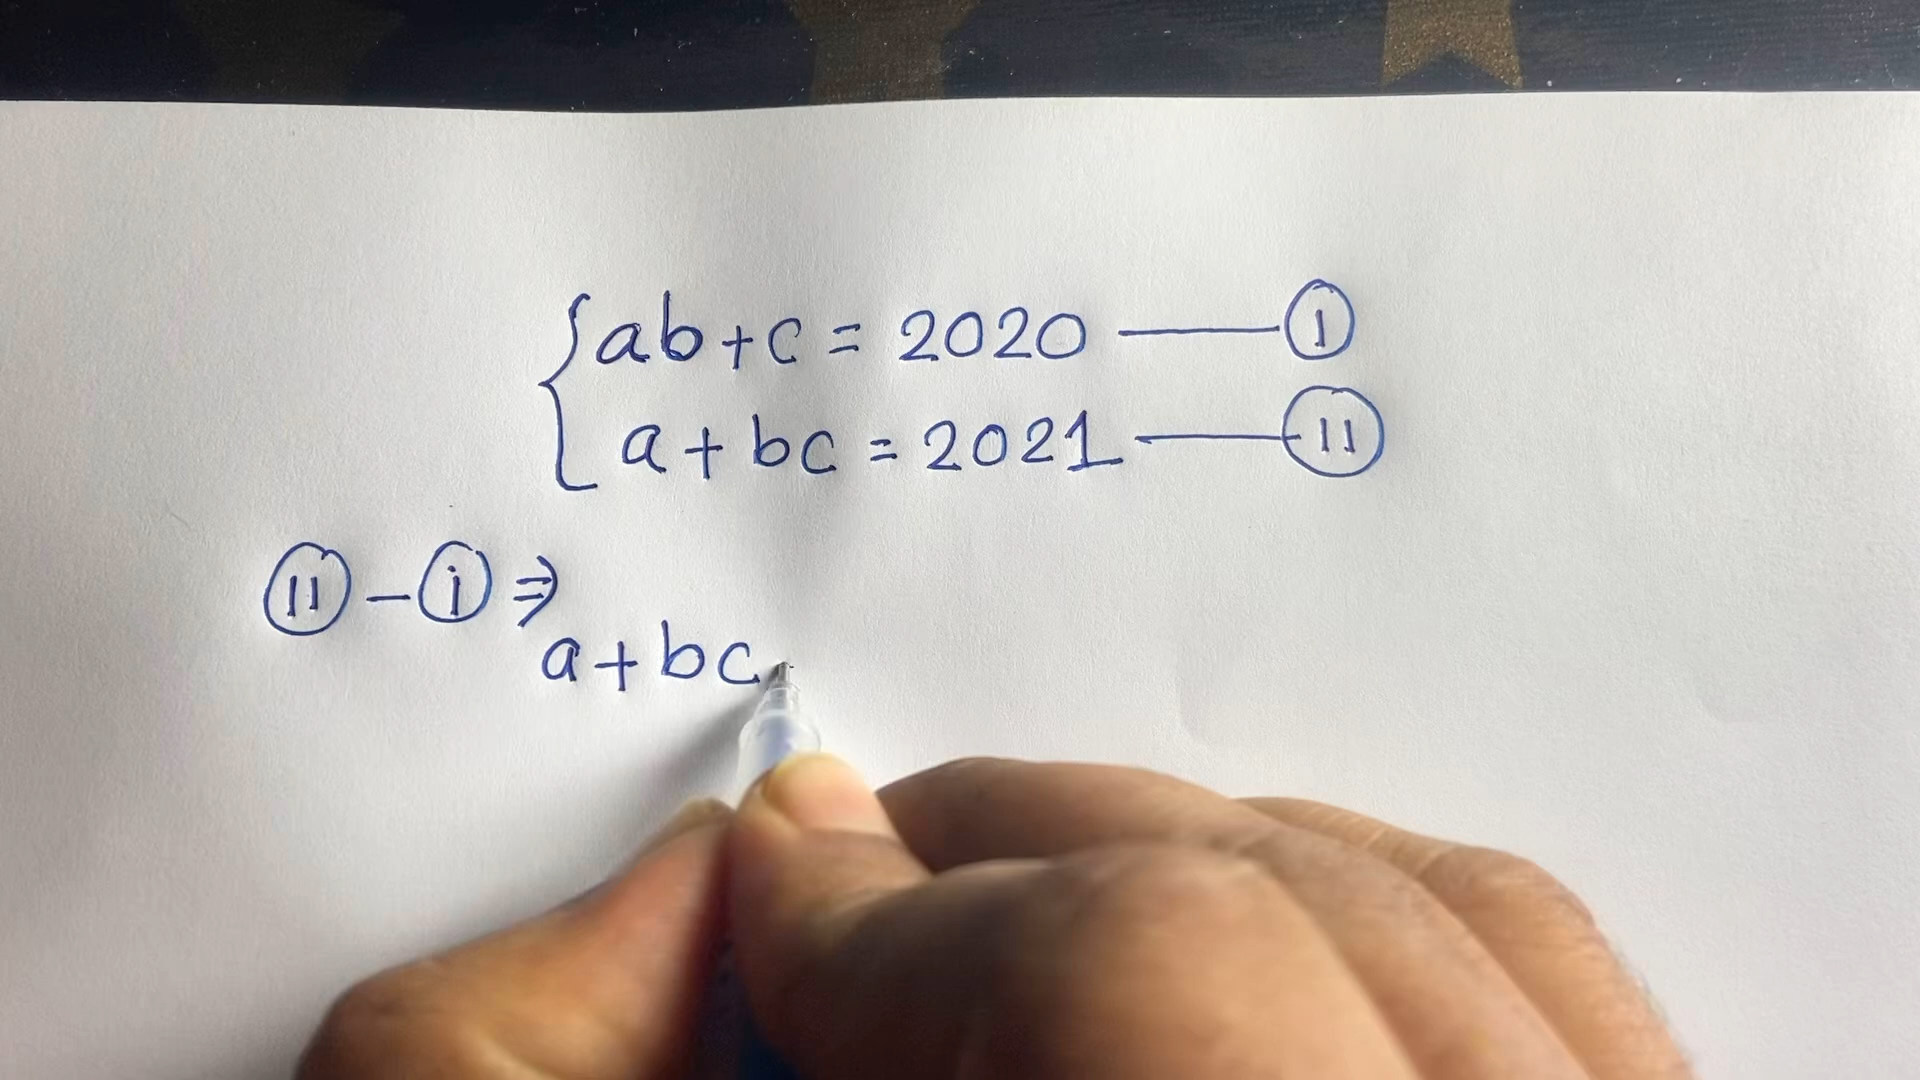 ab+c = 2020 —— I
a+bc = 2021 —— II
II - i ⇒
a+bc